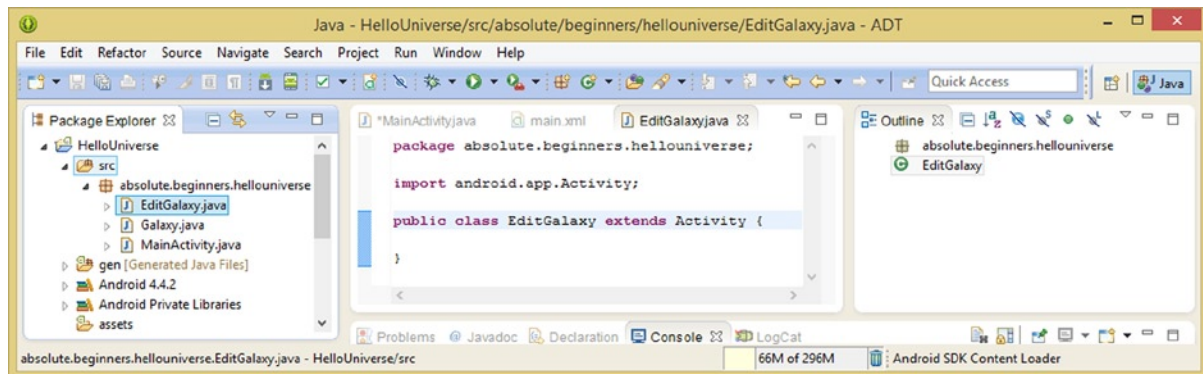 Java - HelloUniverse/src/absolute/beginners/hellouniverse/EditGalaxy.java - ADT
File Edit Refactor Source Navigate Search Project Run Window Help
Quick Access
Java
Package Explorer
HelloUniverse
src
absolute.beginners.hellouniverse
EditGalaxy.java
Galaxy.java
MainActivity.java
gen [Generated Java Files]
Android 4.4.2
Android Private Libraries
assets
*MainActivity.java main.xml EditGalaxy.java
package absolute.beginners.hellouniverse;
import android.app.Activity;
public class EditGalaxy extends Activity {
}
Outline
absolute.beginners.hellouniverse
EditGalaxy
Problems @ Javadoc Declaration Console LogCat
absolute.beginners.hellouniverse.EditGalaxy.java - HelloUniverse/src
66M of 296M
Android SDK Content Loader